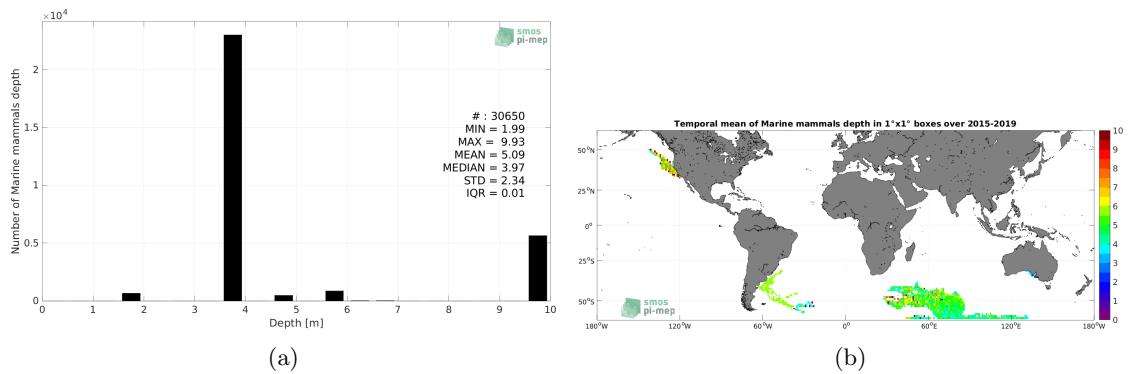 ×10⁴
smos
pi-mep
2
1.5
1
0.5
0
Number of Marine mammals depth
# : 30650
MIN = 1.99
MAX = 9.93
MEAN = 5.09
MEDIAN = 3.97
STD = 2.34
IQR = 0.01
0 1 2 3 4 5 6 7 8 9 10
Depth [m]
(a)
Temporal mean of Marine mammals depth in 1°x1° boxes over 2015-2019
50°N
25°N
0°
25°S
50°S
smos
pi-mep
180°W 120°W 60°W 0° 60°E 120°E 180°W
10
9
8
7
6
5
4
3
2
1
0
(b)